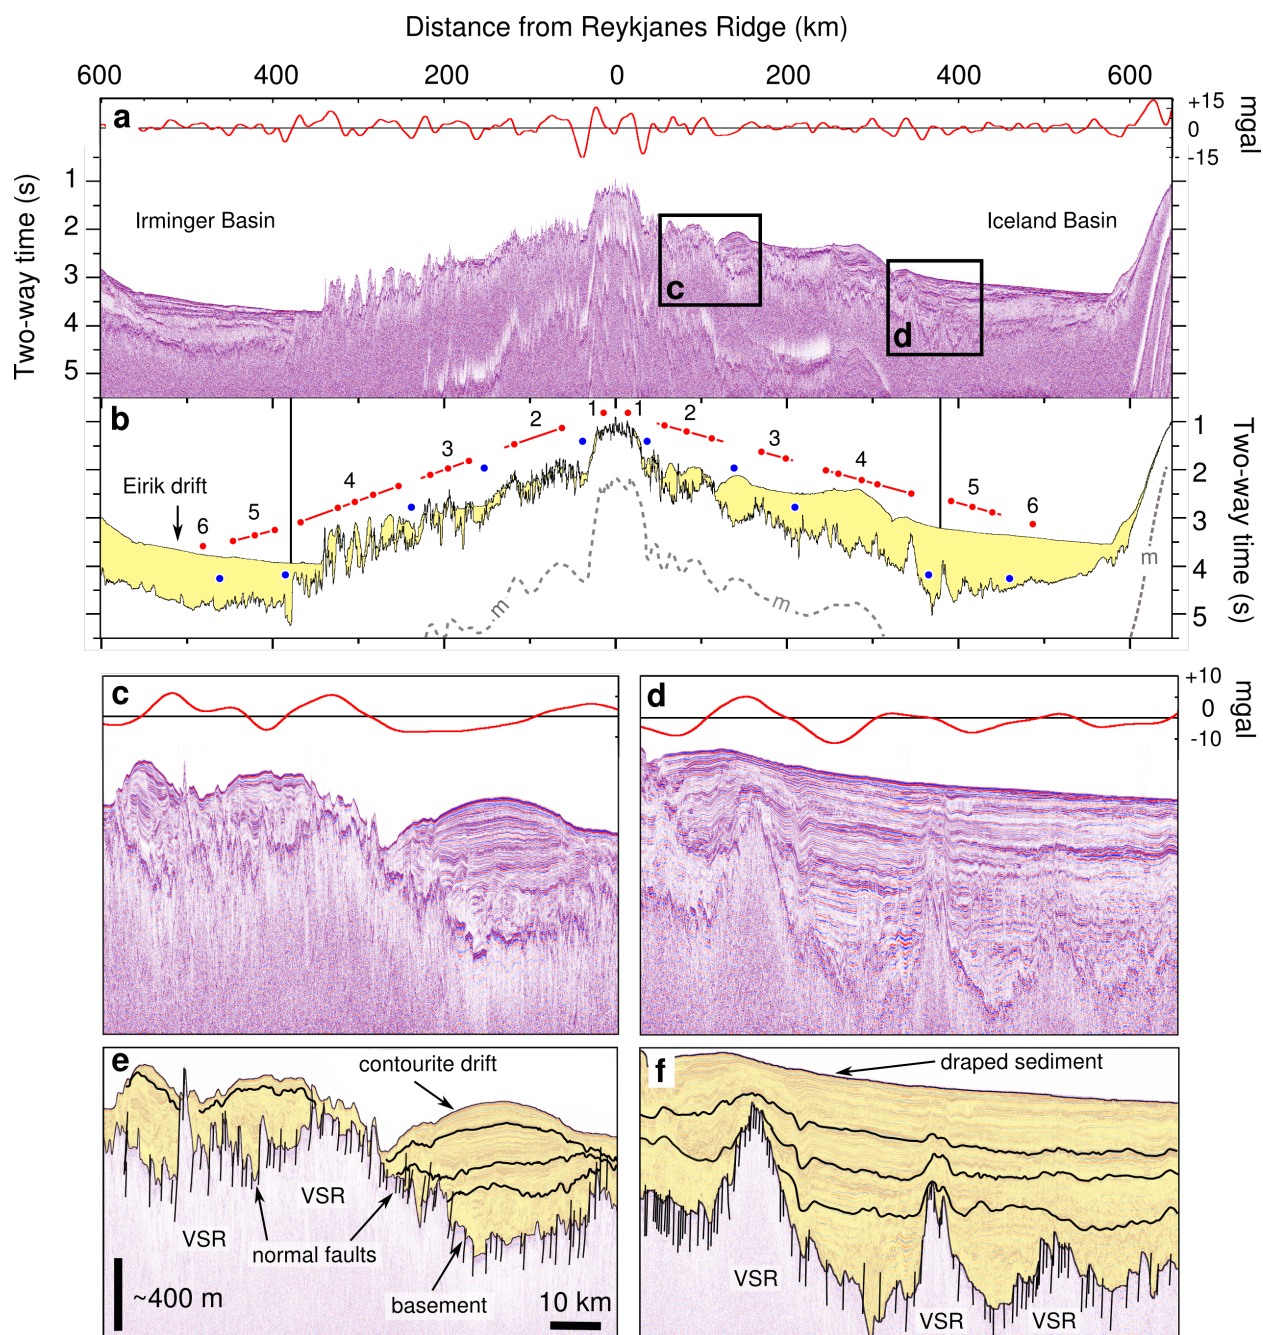 Distance from Reykjanes Ridge (km)
600 400 200 0 200 400 600
a
+15
0
-15
mgal
Two-way time (s)
1
2
3
4
5
Irminger Basin
Iceland Basin
c
d
b
2 1 1 2
3 3
4 4
Eirik drift
6 5 5 6
m m m
1
2
3
4
5
Two-way time (s)
c
d
+10
0
-10
mgal
e
contourite drift
VSR
VSR
normal faults
basement
~400 m
10 km
f
draped sediment
VSR
VSR
VSR